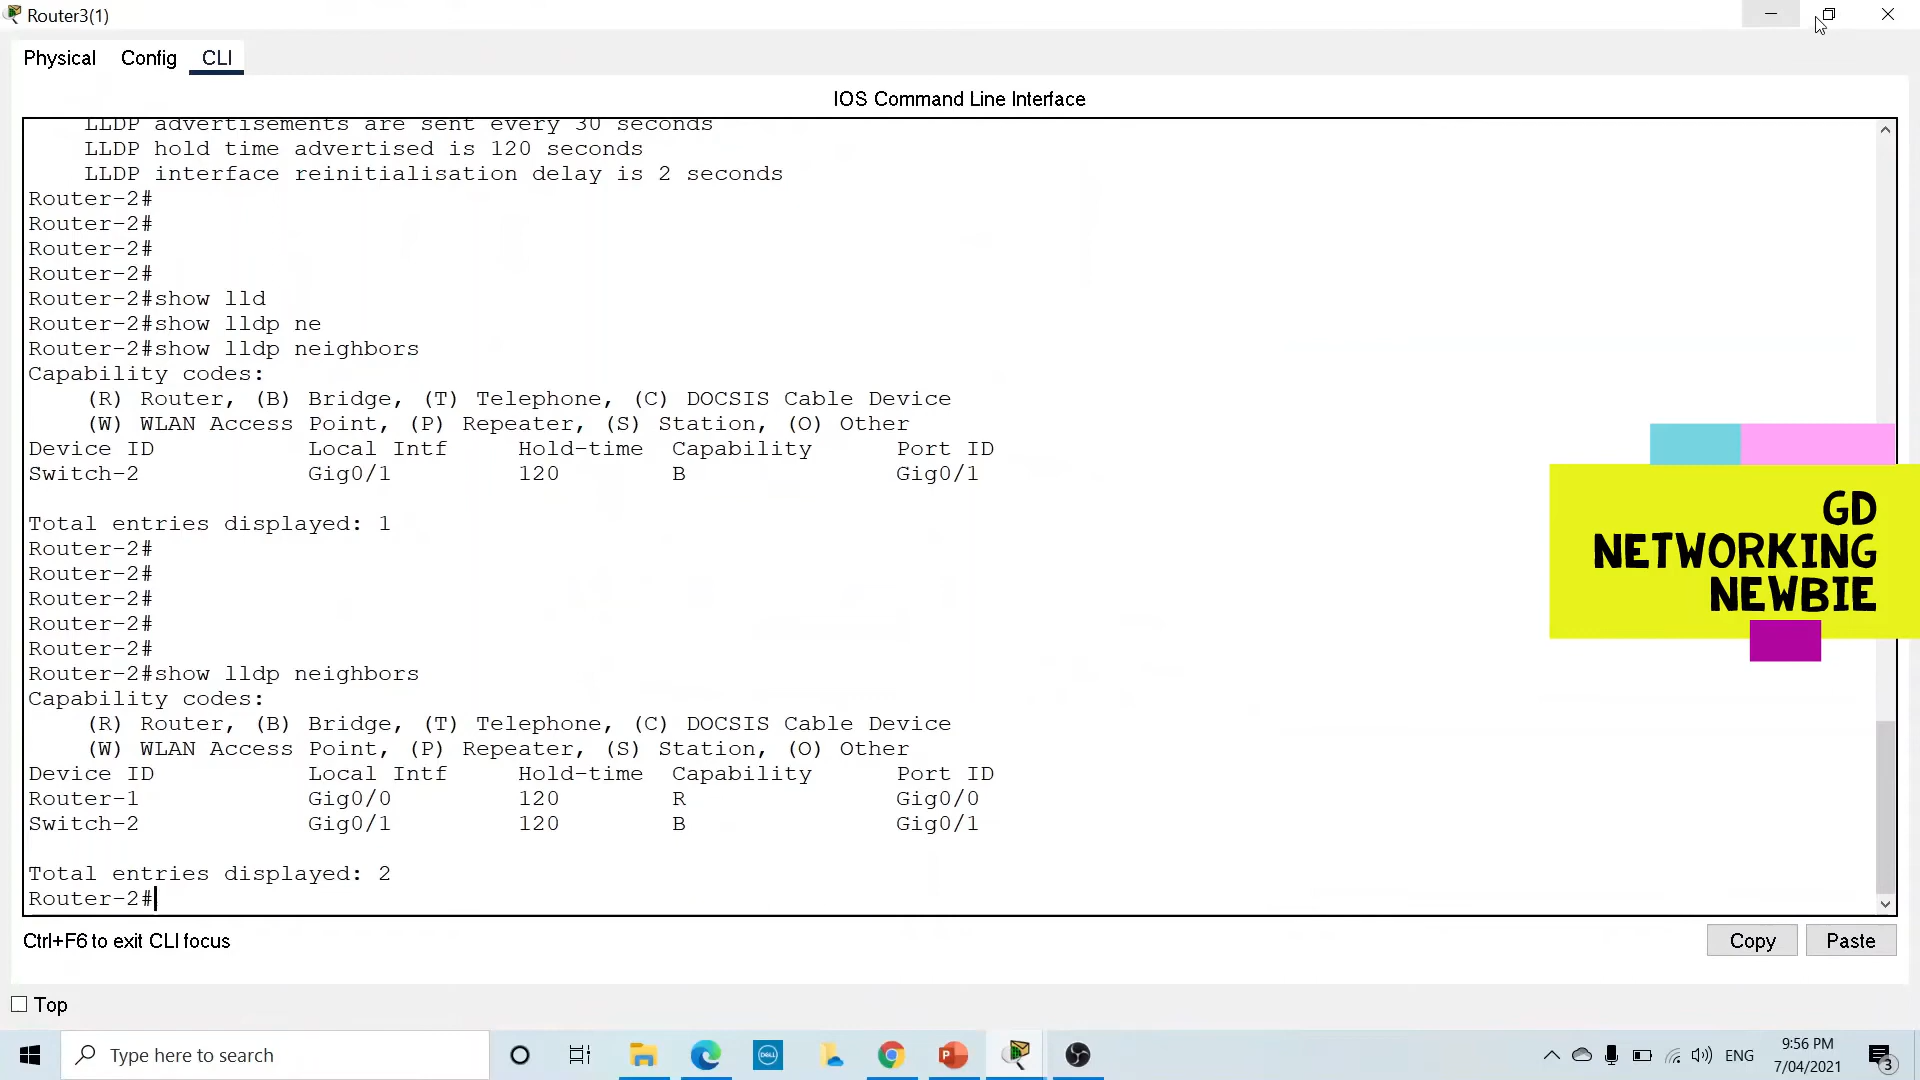 Router3(1)
Physical Config CLI
IOS Command Line Interface
LLDP advertisements are sent every 30 seconds
LLDP hold time advertised is 120 seconds
LLDP interface reinitialisation delay is 2 seconds
Router-2#
Router-2#
Router-2#
Router-2#
Router-2#show lld
Router-2#show lldp ne
Router-2#show lldp neighbors
Capability codes:
(R) Router, (B) Bridge, (T) Telephone, (C) DOCSIS Cable Device
(W) WLAN Access Point, (P) Repeater, (S) Station, (O) Other
Device ID Local Intf Hold-time Capability Port ID
Switch-2 Gig0/1 120 B Gig0/1
Total entries displayed: 1
Router-2#
Router-2#
Router-2#
Router-2#
Router-2#
Router-2#show lldp neighbors
Capability codes:
(R) Router, (B) Bridge, (T) Telephone, (C) DOCSIS Cable Device
(W) WLAN Access Point, (P) Repeater, (S) Station, (O) Other
Device ID Local Intf Hold-time Capability Port ID
Router-1 Gig0/0 120 R Gig0/0
Switch-2 Gig0/1 120 B Gig0/1
Total entries displayed: 2
Router-2#
GD
NETWORKING
NEWBIE
Ctrl+F6 to exit CLI focus
Copy Paste
Top
Type here to search
DELL
P
ENG
9:56 PM
7/04/2021
3